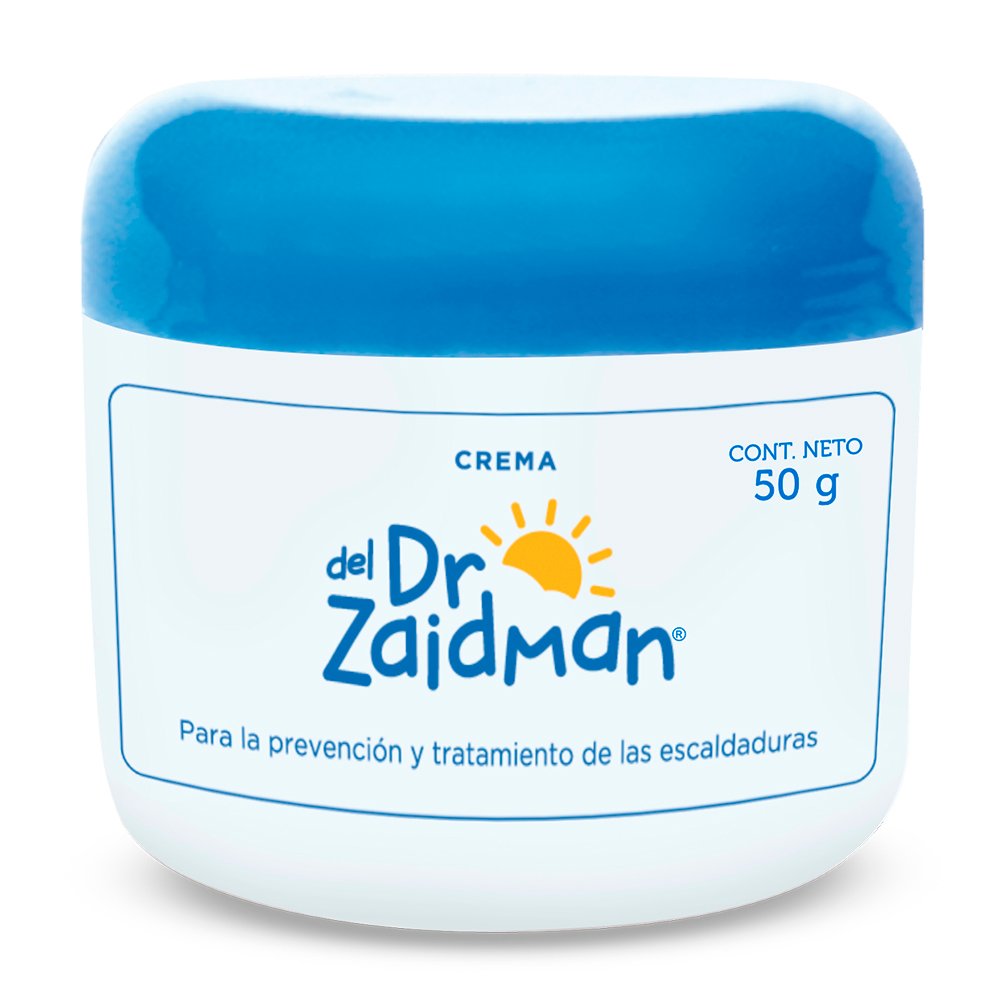 CREMA
CONT. NETO
50 g
del Dr
Zaidman®
Para la prevención y tratamiento de las escaldaduras